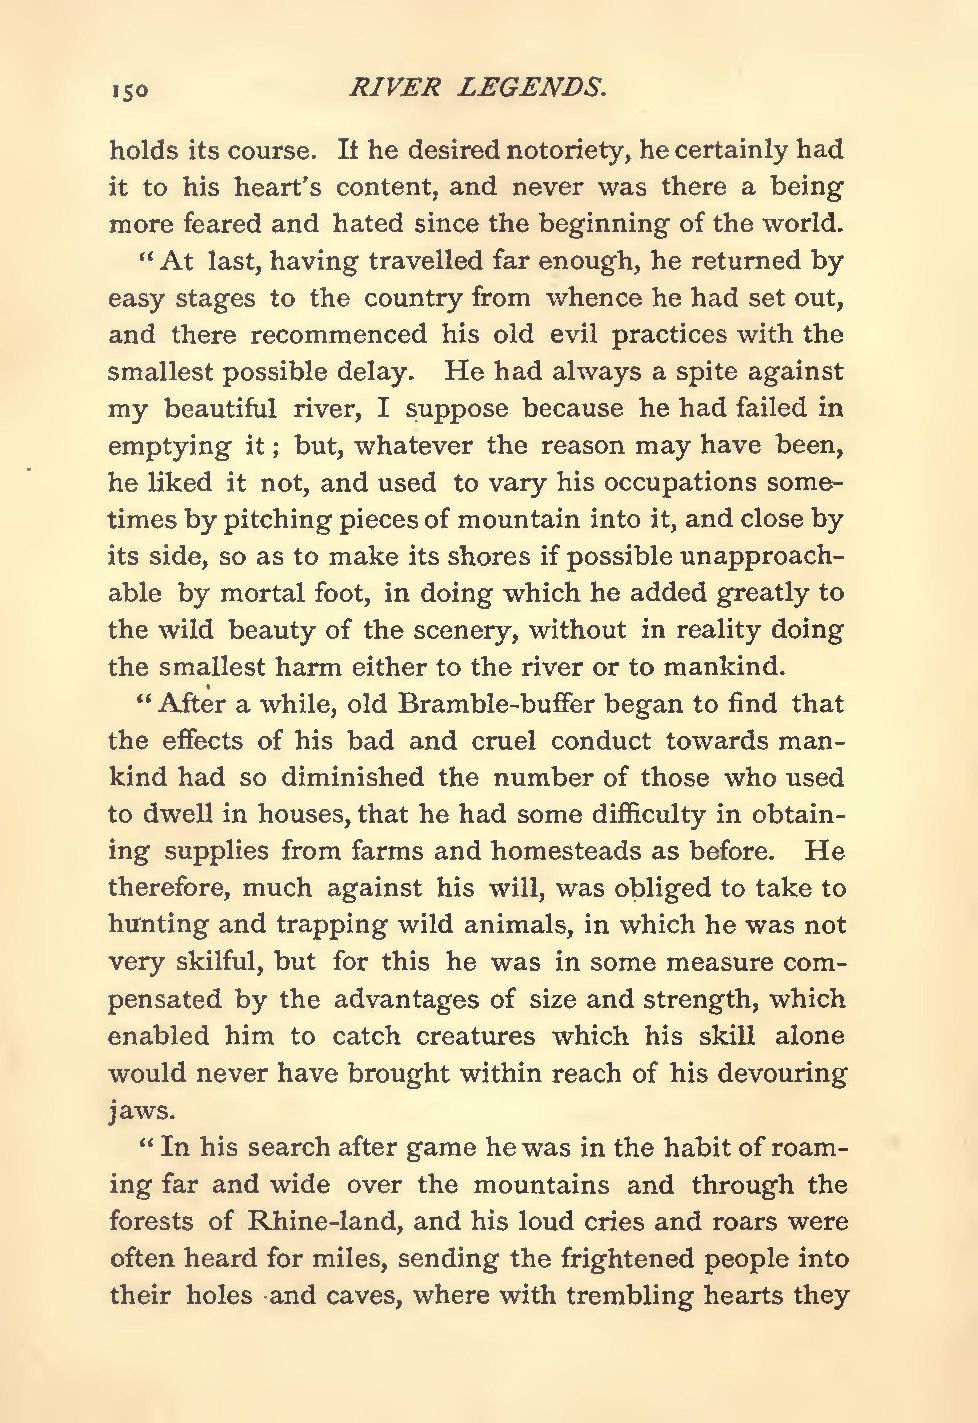 150 RIVER LEGENDS.
holds its course. If he desired notoriety, he certainly had
it to his heart's content, and never was there a being
more feared and hated since the beginning of the world.
“At last, having travelled far enough, he returned by
easy stages to the country from whence he had set out,
and there recommenced his old evil practices with the
smallest possible delay. He had always a spite against
my beautiful river, I suppose because he had failed in
emptying it; but, whatever the reason may have been,
he liked it not, and used to vary his occupations some-
times by pitching pieces of mountain into it, and close by
its side, so as to make its shores if possible unapproach-
able by mortal foot, in doing which he added greatly to
the wild beauty of the scenery, without in reality doing
the smallest harm either to the river or to mankind.
“After a while, old Bramble-buffer began to find that
the effects of his bad and cruel conduct towards man-
kind had so diminished the number of those who used
to dwell in houses, that he had some difficulty in obtain-
ing supplies from farms and homesteads as before. He
therefore, much against his will, was obliged to take to
hunting and trapping wild animals, in which he was not
very skilful, but for this he was in some measure com-
pensated by the advantages of size and strength, which
enabled him to catch creatures which his skill alone
would never have brought within reach of his devouring
jaws.
“In his search after game he was in the habit of roam-
ing far and wide over the mountains and through the
forests of Rhine-land, and his loud cries and roars were
often heard for miles, sending the frightened people into
their holes and caves, where with trembling hearts they